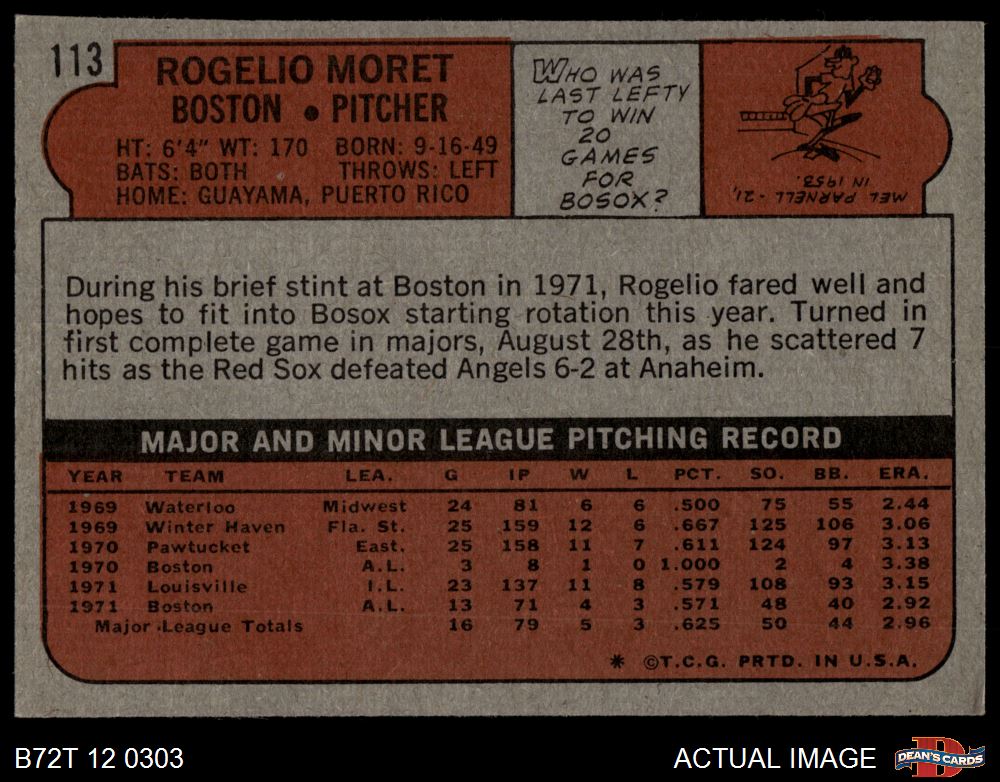 113
ROGELIO MORET
BOSTON • PITCHER
HT: 6'4" WT: 170 BORN: 9-16-49
BATS: BOTH THROWS: LEFT
HOME: GUAYAMA, PUERTO RICO
WHO WAS
LAST LEFTY
TO WIN
20
GAMES
FOR
BOSOX?
MEL PARNELL - 21,
IN 1953.
During his brief stint at Boston in 1971, Rogelio fared well and
hopes to fit into Bosox starting rotation this year. Turned in
first complete game in majors, August 28th, as he scattered 7
hits as the Red Sox defeated Angels 6-2 at Anaheim.
MAJOR AND MINOR LEAGUE PITCHING RECORD
YEAR TEAM LEA. G IP W L PCT. SO. BB. ERA.
1969 Waterloo Midwest 24 81 6 6 .500 75 55 2.44
1969 Winter Haven Fla. St. 25 159 12 6 .667 125 106 3.06
1970 Pawtucket East. 25 158 11 7 .611 124 97 3.13
1970 Boston A.L. 3 8 1 0 1.000 2 4 3.38
1971 Louisville I.L. 23 137 11 8 .579 108 93 3.15
1971 Boston A.L. 13 71 4 3 .571 48 40 2.92
Major League Totals 16 79 5 3 .625 50 44 2.96
* ©T.C.G. PRTD. IN U.S.A.
B72T 12 0303
ACTUAL IMAGE
D
DEAN'S CARDS